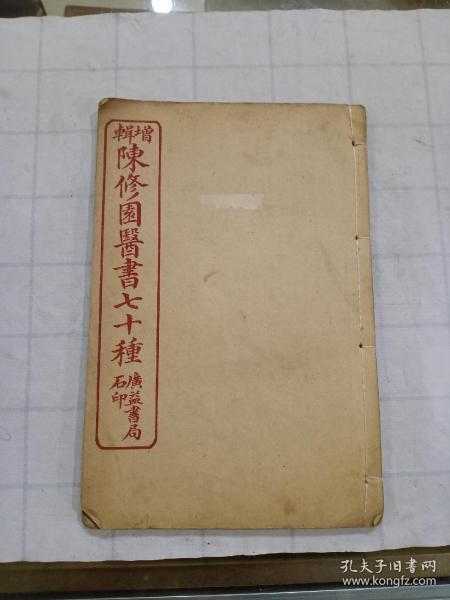 增輯
陳修園醫書七十種
廣益書局
石印
孔夫子旧书网
www.kongfz.com